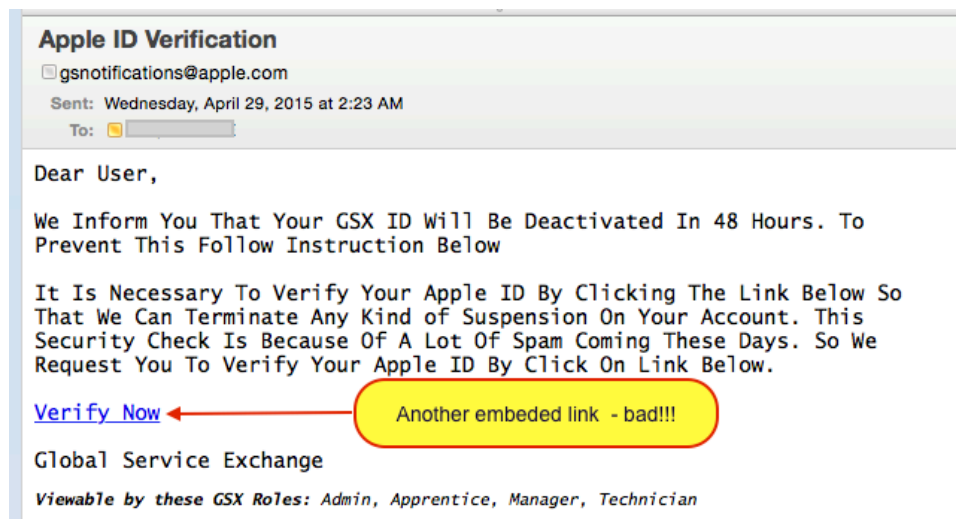 Apple ID Verification
gsnotifications@apple.com
Sent: Wednesday, April 29, 2015 at 2:23 AM
To:
Dear User,
We Inform You That Your GSX ID Will Be Deactivated In 48 Hours. To
Prevent This Follow Instruction Below
It Is Necessary To Verify Your Apple ID By Clicking The Link Below So
That We Can Terminate Any Kind of Suspension On Your Account. This
Security Check Is Because Of A Lot Of Spam Coming These Days. So We
Request You To Verify Your Apple ID By Click On Link Below.
Verify Now
Another embeded link - bad!!!
Global Service Exchange
Viewable by these GSX Roles: Admin, Apprentice, Manager, Technician